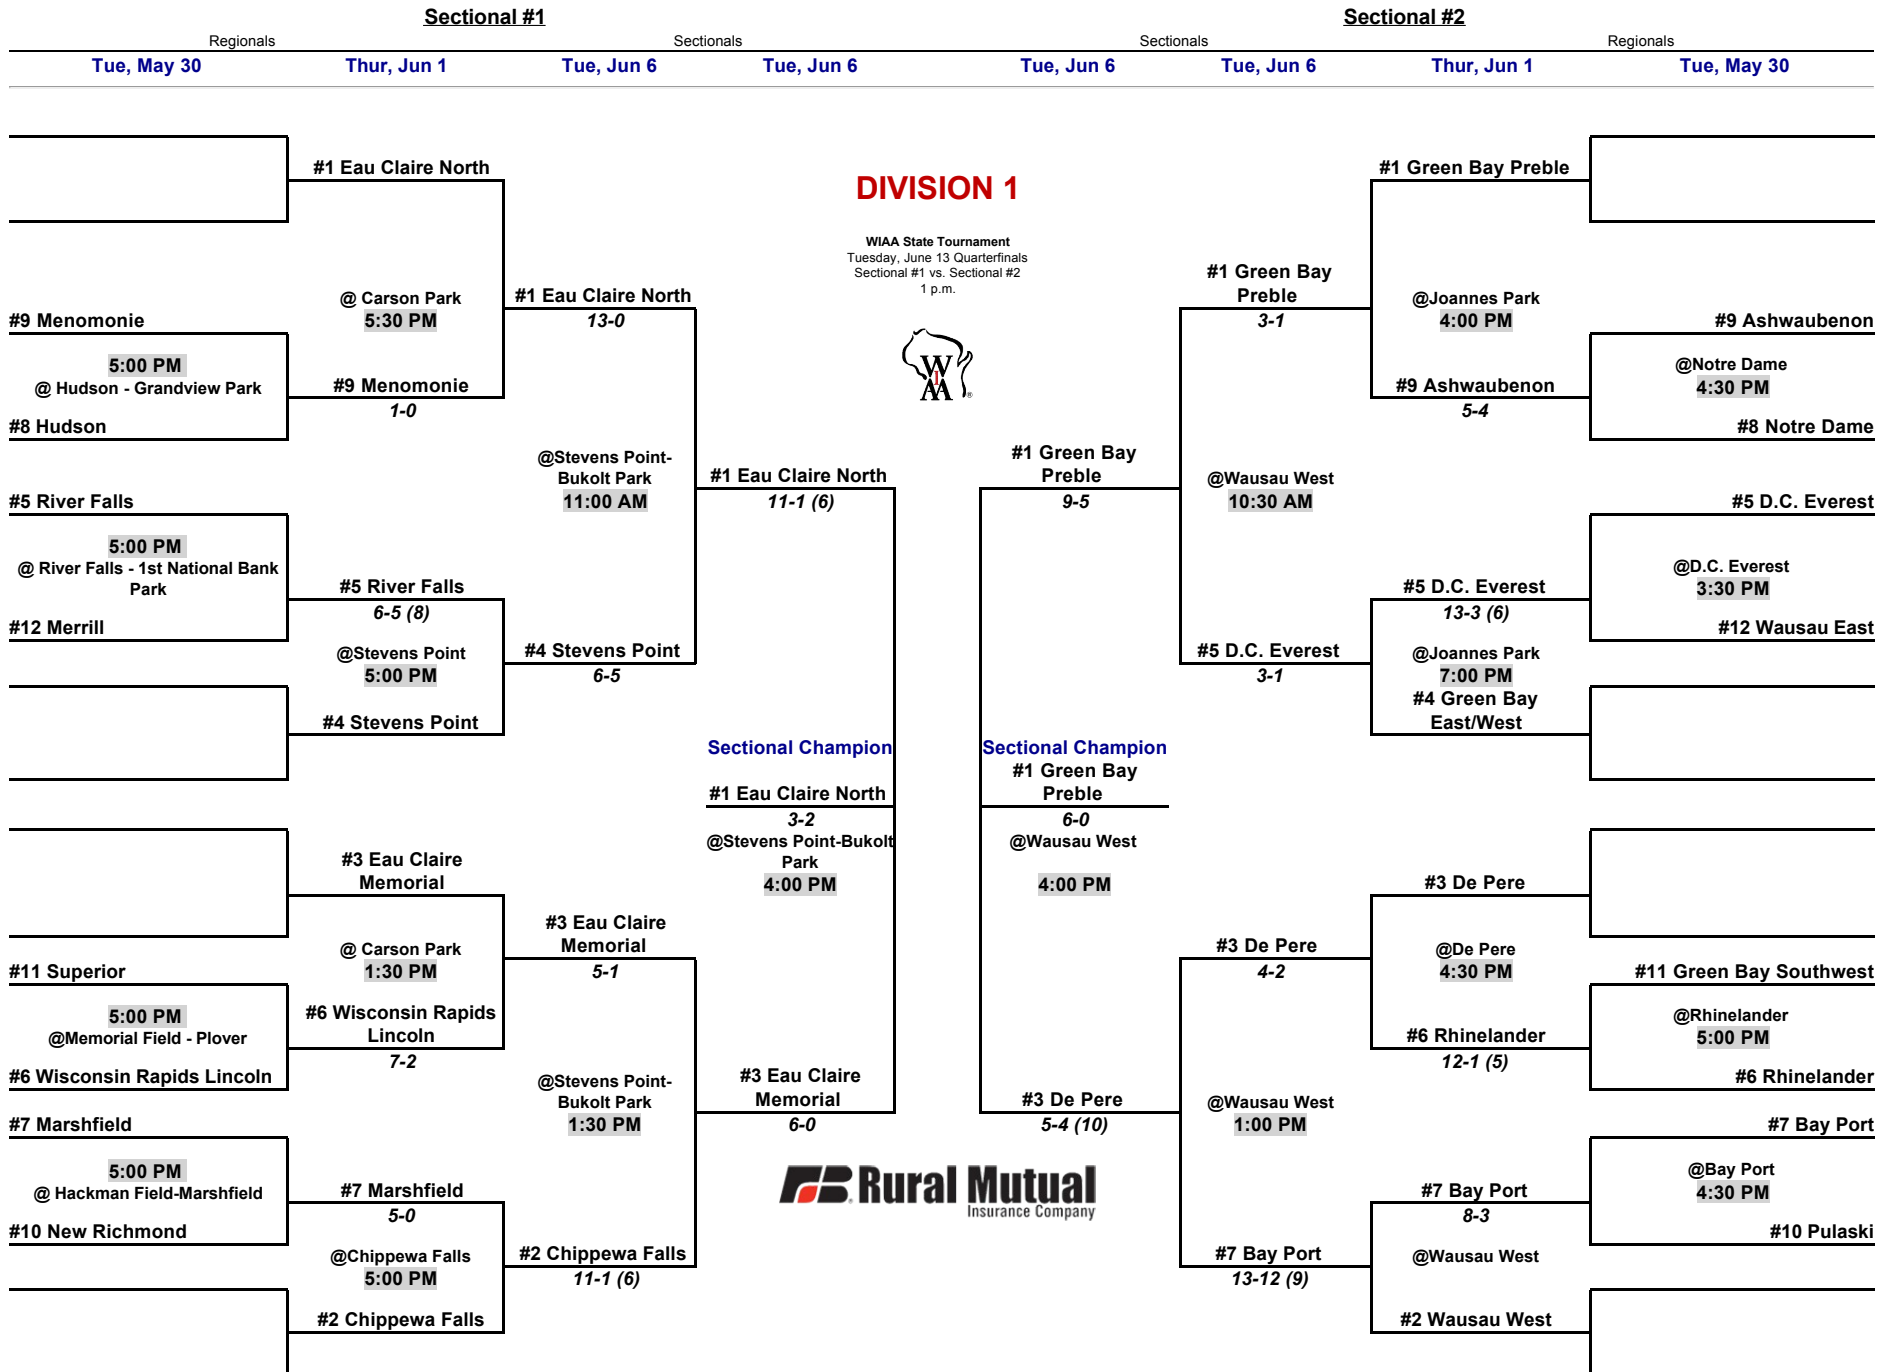 Sectional #1
Sectional #2
Regionals
Sectionals
Sectionals
Regionals
Tue, May 30
Thur, Jun 1
Tue, Jun 6
Tue, Jun 6
Tue, Jun 6
Tue, Jun 6
Thur, Jun 1
Tue, May 30
#9 Menomonie
5:00 PM
@ Hudson - Grandview Park
#8 Hudson
#5 River Falls
5:00 PM
@ River Falls - 1st National Bank
Park
#12 Merrill
#11 Superior
5:00 PM
@Memorial Field - Plover
#6 Wisconsin Rapids Lincoln
#7 Marshfield
5:00 PM
@ Hackman Field-Marshfield
#10 New Richmond
#1 Eau Claire North
@ Carson Park
5:30 PM
#9 Menomonie
1-0
#5 River Falls
6-5 (8)
@Stevens Point
5:00 PM
#4 Stevens Point
#3 Eau Claire
Memorial
@ Carson Park
1:30 PM
#6 Wisconsin Rapids
Lincoln
7-2
#7 Marshfield
5-0
@Chippewa Falls
5:00 PM
#2 Chippewa Falls
#1 Eau Claire North
13-0
@Stevens Point-
Bukolt Park
11:00 AM
#4 Stevens Point
6-5
#3 Eau Claire
Memorial
5-1
@Stevens Point-
Bukolt Park
1:30 PM
#2 Chippewa Falls
11-1 (6)
#1 Eau Claire North
11-1 (6)
Sectional Champion
#1 Eau Claire North
3-2
@Stevens Point-Bukolt
Park
4:00 PM
#3 Eau Claire
Memorial
6-0
DIVISION 1
WIAA State Tournament
Tuesday, June 13 Quarterfinals
Sectional #1 vs. Sectional #2
1 p.m.
WIAA
®
Rural Mutual
Insurance Company
#1 Green Bay
Preble
9-5
Sectional Champion
#1 Green Bay
Preble
6-0
@Wausau West
4:00 PM
#3 De Pere
5-4 (10)
#1 Green Bay
Preble
3-1
@Wausau West
10:30 AM
#5 D.C. Everest
3-1
#3 De Pere
4-2
@Wausau West
1:00 PM
#7 Bay Port
13-12 (9)
#1 Green Bay Preble
@Joannes Park
4:00 PM
#9 Ashwaubenon
5-4
#5 D.C. Everest
13-3 (6)
@Joannes Park
7:00 PM
#4 Green Bay
East/West
#3 De Pere
@De Pere
4:30 PM
#6 Rhinelander
12-1 (5)
#7 Bay Port
8-3
@Wausau West
#2 Wausau West
#9 Ashwaubenon
@Notre Dame
4:30 PM
#8 Notre Dame
#5 D.C. Everest
@D.C. Everest
3:30 PM
#12 Wausau East
#11 Green Bay Southwest
@Rhinelander
5:00 PM
#6 Rhinelander
#7 Bay Port
@Bay Port
4:30 PM
#10 Pulaski